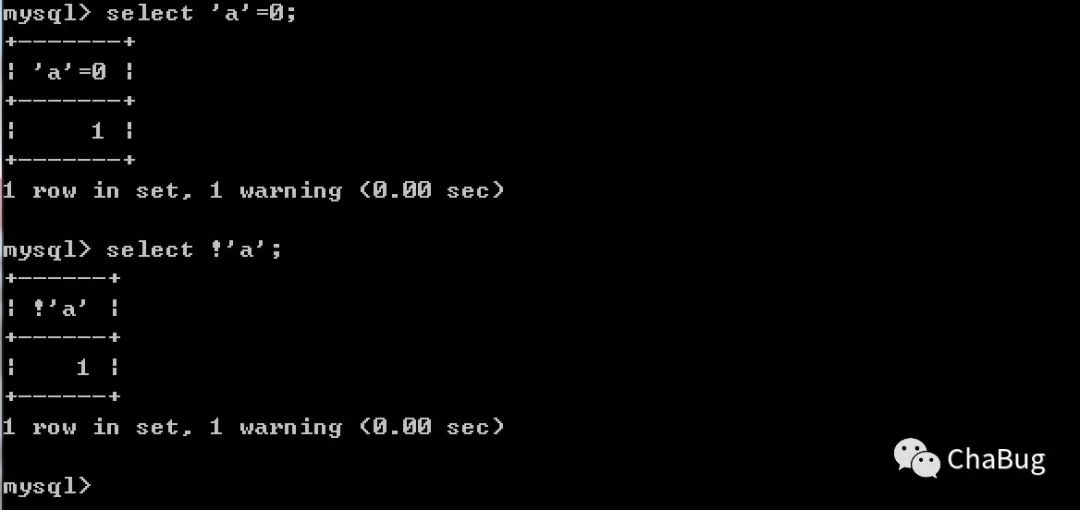 mysql> select 'a'=0;
+-------+
| 'a'=0 |
+-------+
|     1 |
+-------+
1 row in set, 1 warning (0.00 sec)
mysql> select !'a';
+------+
| !'a' |
+------+
|    1 |
+------+
1 row in set, 1 warning (0.00 sec)
ChaBug
mysql>